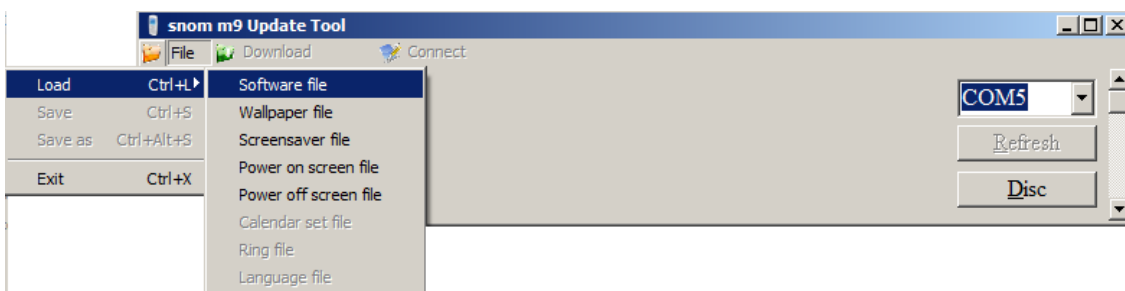 snom m9 Update Tool
File Download Connect
Load Ctrl+L
Save Ctrl+S
Save as Ctrl+Alt+S
Exit Ctrl+X
Software file
Wallpaper file
Screensaver file
Power on screen file
Power off screen file
Calendar set file
Ring file
Language file
COM5
Refresh
Disc